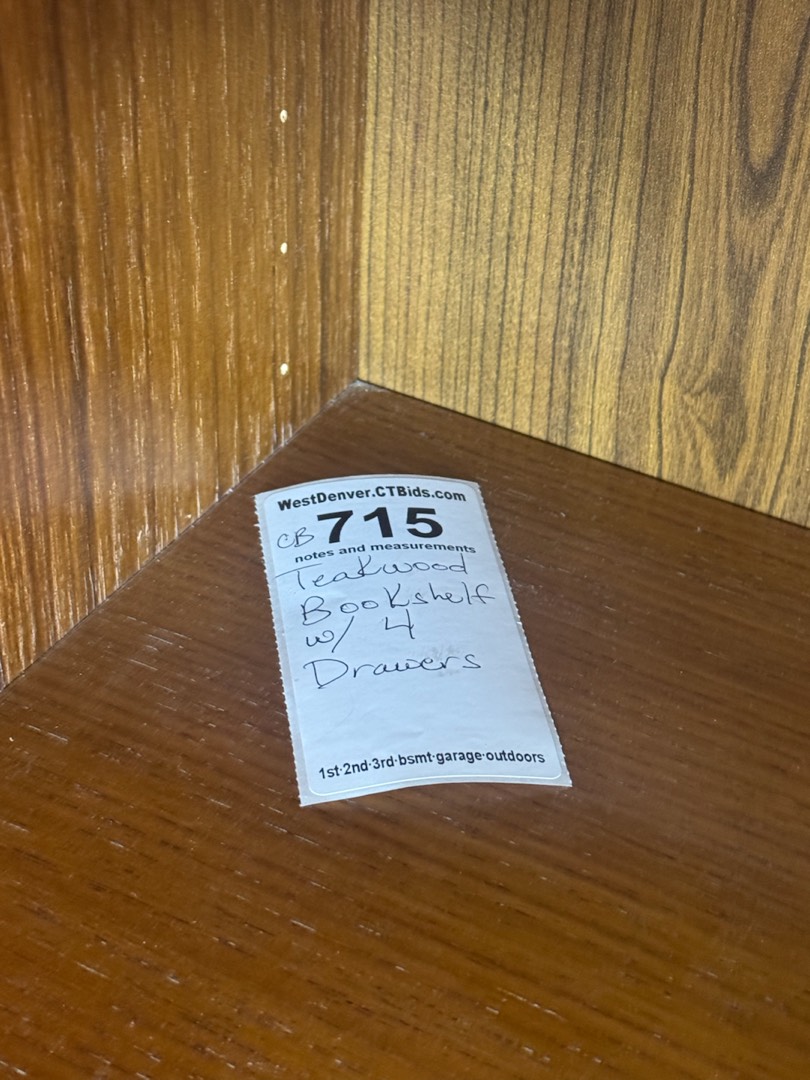 WestDenver.CTBids.com
CB 715
notes and measurements
Teakwood
Bookshelf
w/ 4
Drawers
1st·2nd·3rd·bsmt·garage·outdoors